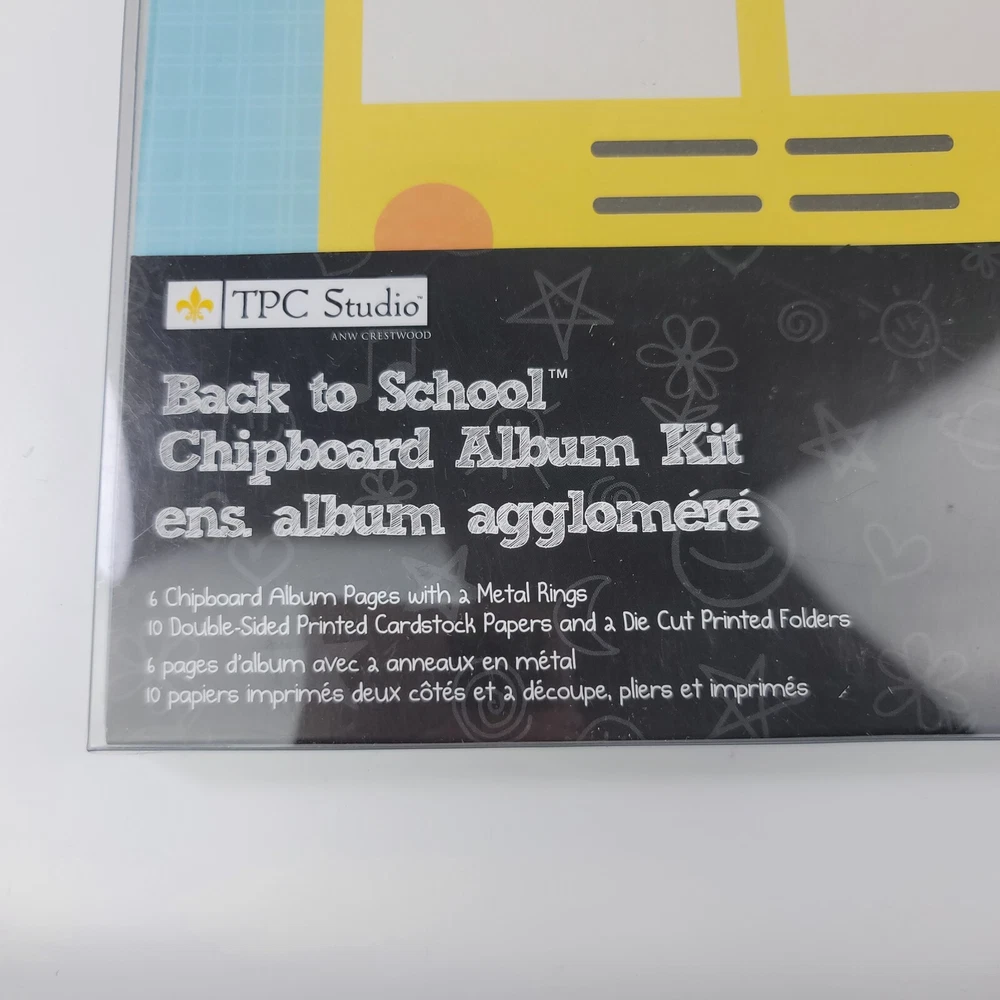 TPC Studio™
ANW CRESTWOOD
Back to School™
Chipboard Album Kit
ens. album aggloméré
6 Chipboard Album Pages with 2 Metal Rings
10 Double-Sided Printed Cardstock Papers and 2 Die Cut Printed Folders
6 pages d'album avec 2 anneaux en métal
10 papiers imprimés deux côtés et 2 découpe, pliers et imprimés